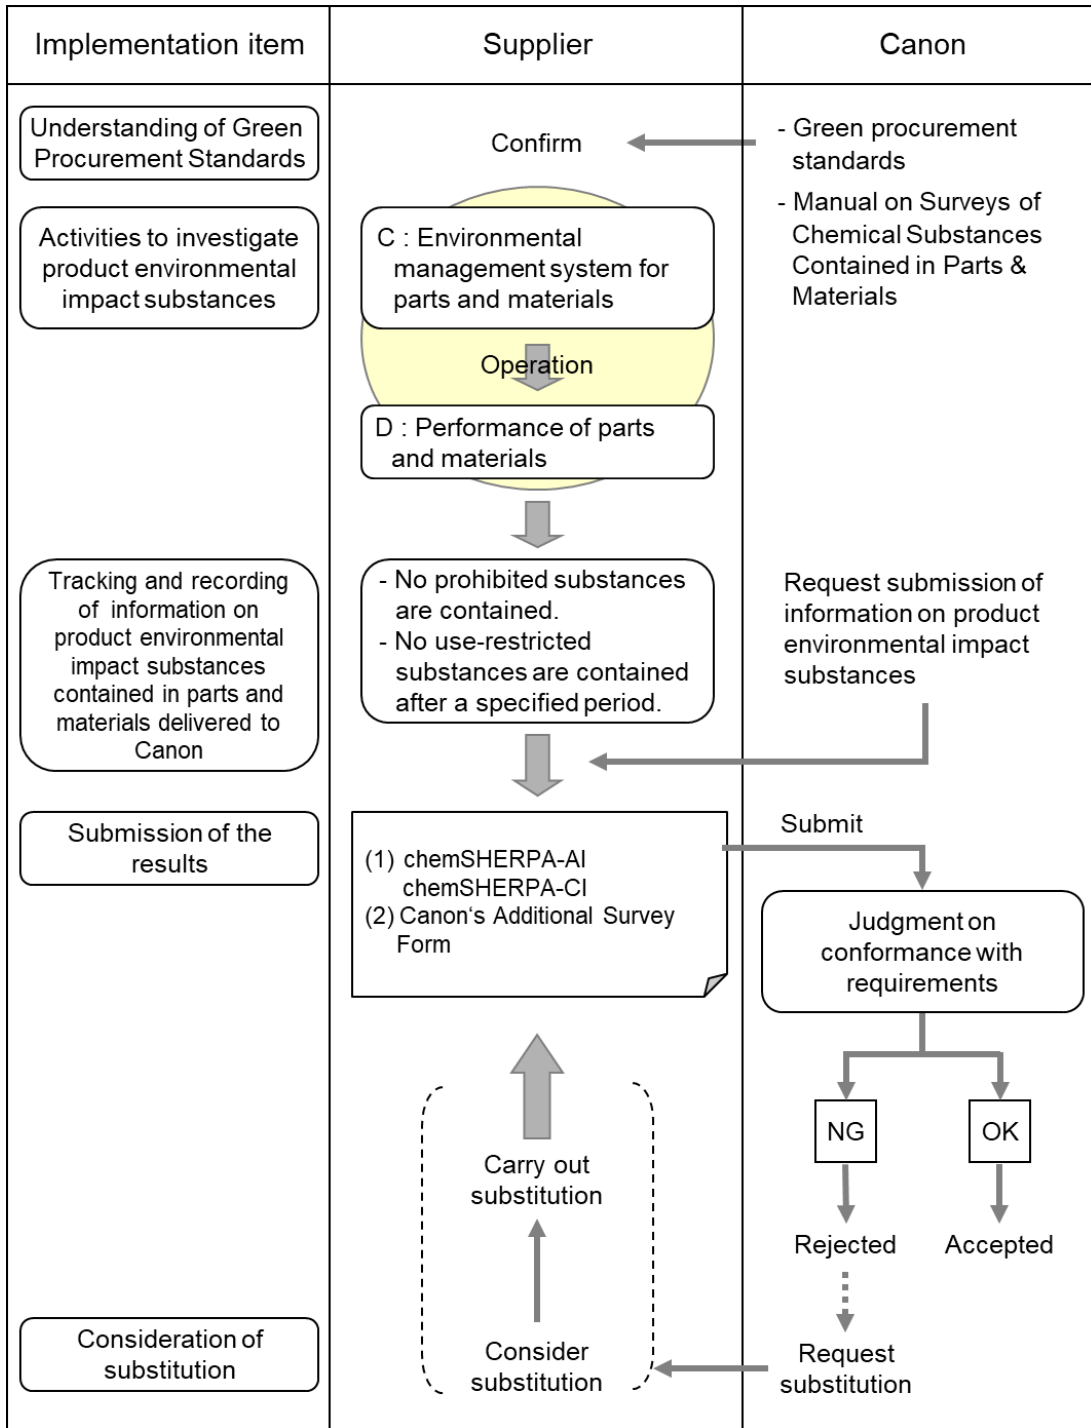 Implementation item
Supplier
Canon
Understanding of Green
Procurement Standards
Confirm
- Green procurement
standards
- Manual on Surveys of
Chemical Substances
Contained in Parts &
Materials
Activities to investigate
product environmental
impact substances
C : Environmental
management system for
parts and materials
Operation
D : Performance of parts
and materials
Tracking and recording
of information on
product environmental
impact substances
contained in parts and
materials delivered to
Canon
- No prohibited substances
are contained.
- No use-restricted
substances are contained
after a specified period.
Request submission of
information on product
environmental impact
substances
Submission of the
results
(1) chemSHERPA-AI
chemSHERPA-CI
(2) Canon‘s Additional Survey
Form
Submit
Judgment on
conformance with
requirements
NG
OK
Rejected
Accepted
Carry out
substitution
Consideration of
substitution
Consider
substitution
Request
substitution